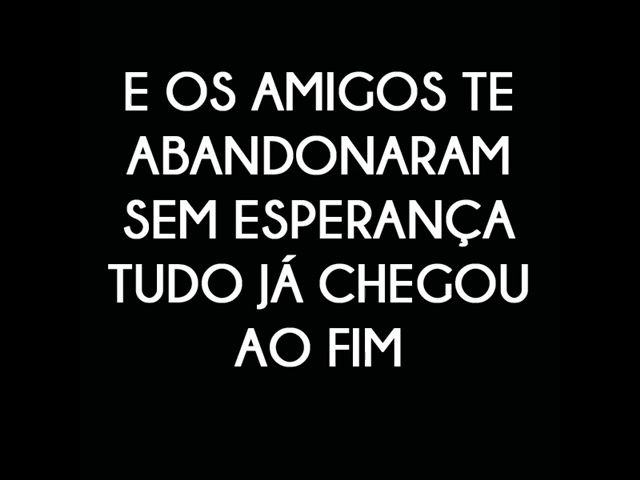 E OS AMIGOS TE
ABANDONARAM
SEM ESPERANÇA
TUDO JÁ CHEGOU
AO FIM